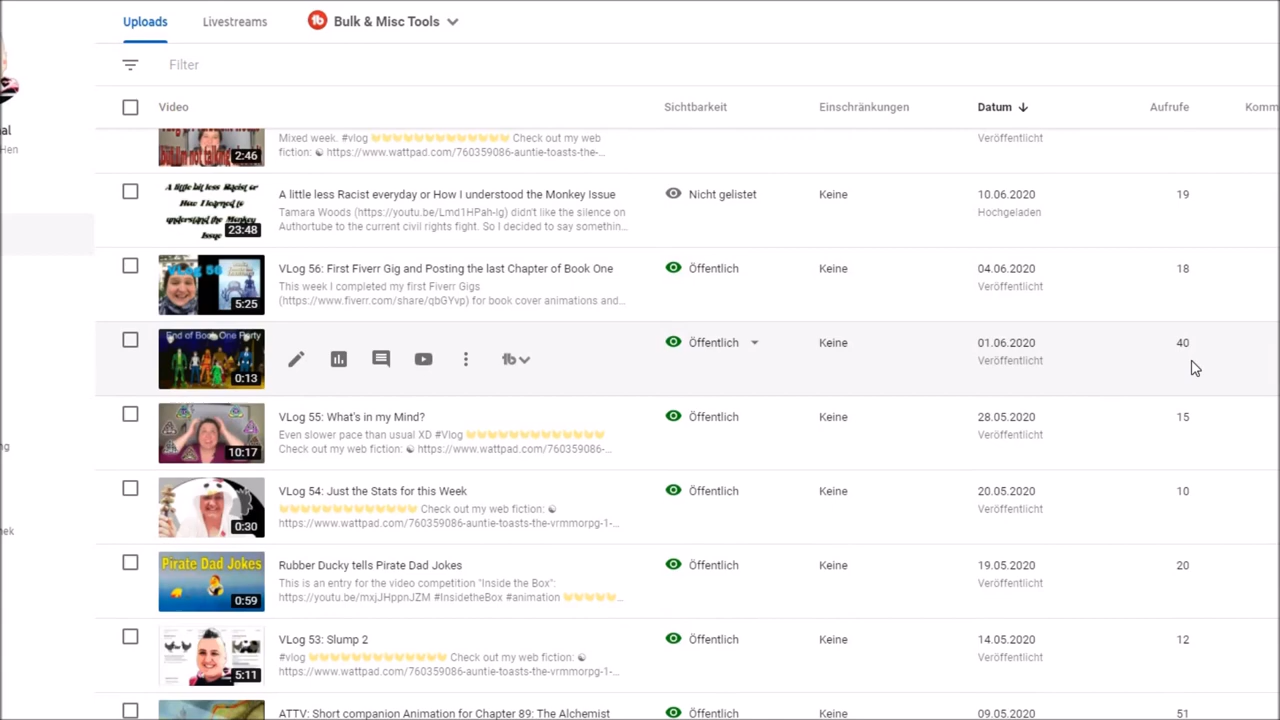 Uploads
Livestreams
Bulk & Misc Tools
Filter
al
Hen
Video
Sichtbarkeit
Einschränkungen
Datum
Aufrufe
Komm
Mixed week. #vlog Check out my web
Veröffentlicht
fiction: https://www.wattpad.com/760359086-auntie-toasts-the-...
2:46
A little bit less Racist or
How I learned to
understand the Monkey
Issue
23:48
A little less Racist everyday or How I understood the Monkey Issue
Nicht gelistet
Keine
10.06.2020
19
Tamara Woods (https://youtu.be/Lmd1HPah-Ig) didn't like the silence on
Hochgeladen
Authortube to the current civil rights fight. So I decided to say somethin...
VLog 56
5:25
VLog 56: First Fiverr Gig and Posting the last Chapter of Book One
Öffentlich
Keine
04.06.2020
18
This week I completed my first Fiverr Gigs
Veröffentlicht
(https://www.fiverr.com/share/qbGYvp) for book cover animations and...
End of Book One Party
0:13
Öffentlich
Keine
01.06.2020
40
Veröffentlicht
10:17
VLog 55: What's in my Mind?
Öffentlich
Keine
28.05.2020
15
Even slower pace than usual XD #Vlog
Veröffentlicht
Check out my web fiction: https://www.wattpad.com/760359086-...
ng
0:30
VLog 54: Just the Stats for this Week
Öffentlich
Keine
20.05.2020
10
Check out my web fiction:
Veröffentlicht
https://www.wattpad.com/760359086-auntie-toasts-the-vrmmorpg-1-...
ek
Pirate Dad Jokes
0:59
Rubber Ducky tells Pirate Dad Jokes
Öffentlich
Keine
19.05.2020
20
This is an entry for the video competition "Inside the Box":
Veröffentlicht
https://youtu.be/mxjJHppnJZM #InsidetheBox #animation ...
5:11
VLog 53: Slump 2
Öffentlich
Keine
14.05.2020
12
#vlog Check out my web fiction:
Veröffentlicht
https://www.wattpad.com/760359086-auntie-toasts-the-vrmmorpg-1-...
ATTV: Short companion Animation for Chapter 89: The Alchemist
Öffentlich
Keine
09.05.2020
51